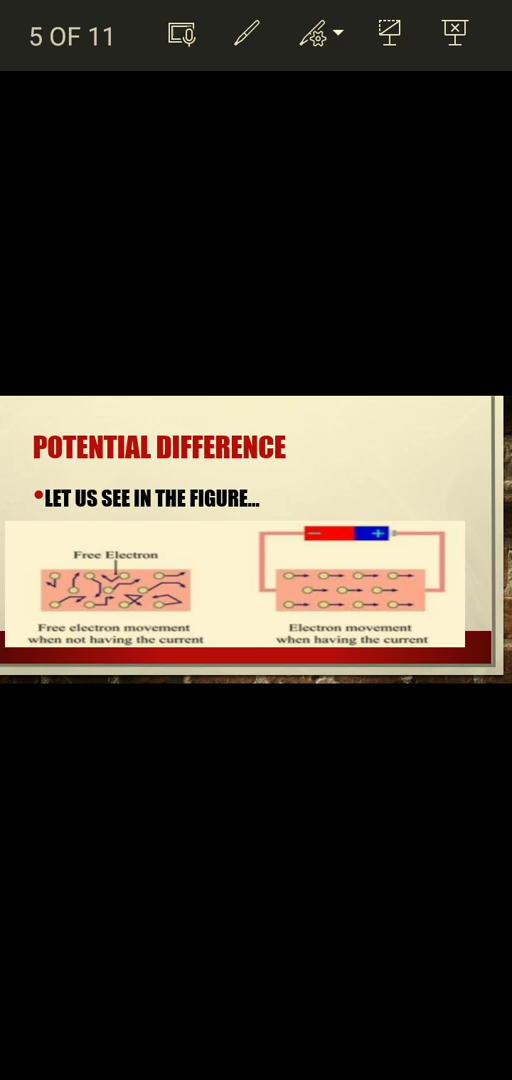 5 OF 11
POTENTIAL DIFFERENCE
•LET US SEE IN THE FIGURE...
Free Electron
Free electron movement
when not having the current
− +
Electron movement
when having the current